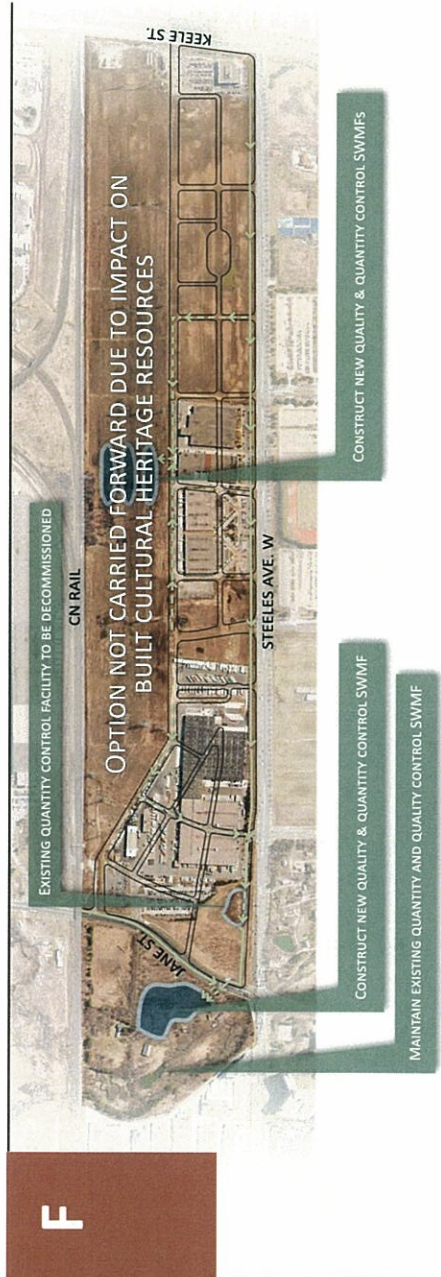 F
EXISTING QUANTITY CONTROL FACILITY TO BE DECOMMISSIONED
CN RAIL
KEELE ST.
OPTION NOT CARRIED FORWARD DUE TO IMPACT ON
BUILT CULTURAL HERITAGE RESOURCES
JANE ST.
STEELES AVE. W
CONSTRUCT NEW QUALITY & QUANTITY CONTROL SWMFS
CONSTRUCT NEW QUALITY & QUANTITY CONTROL SWMF
MAINTAIN EXISTING QUANTITY AND QUALITY CONTROL SWMF